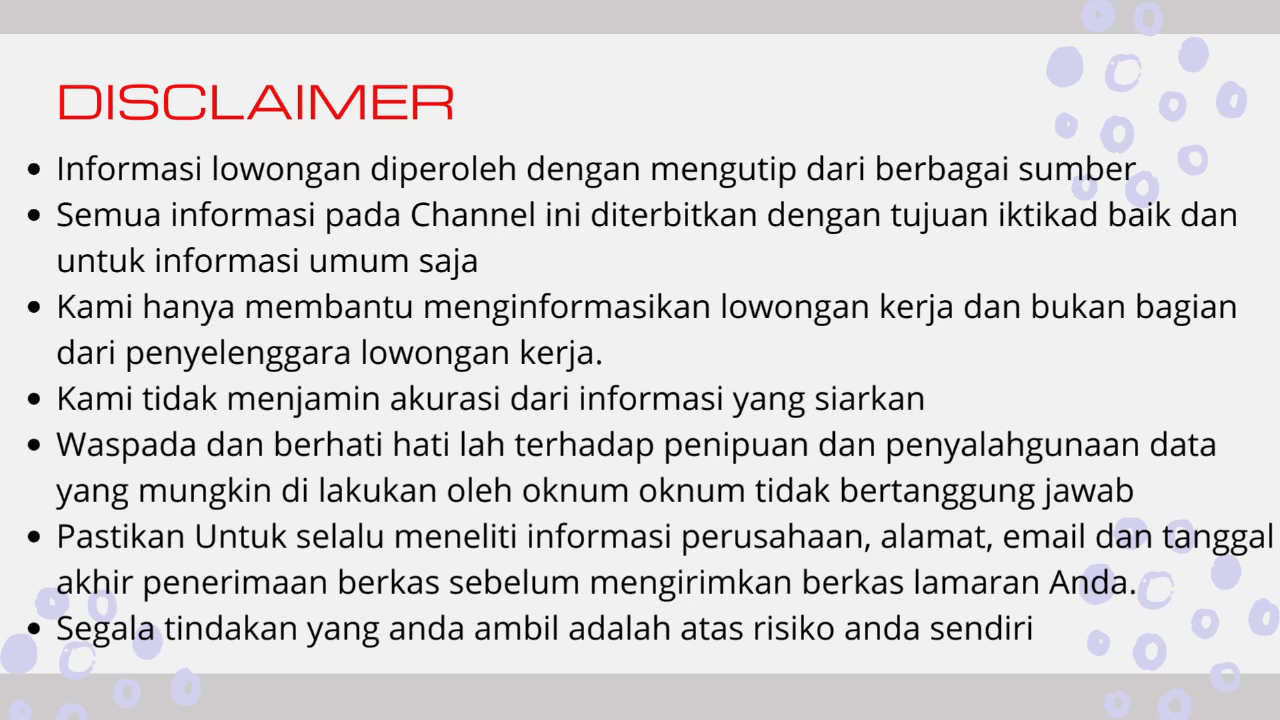 DISCLAIMER
• Informasi lowongan diperoleh dengan mengutip dari berbagai sumber
• Semua informasi pada Channel ini diterbitkan dengan tujuan iktikad baik dan
untuk informasi umum saja
• Kami hanya membantu menginformasikan lowongan kerja dan bukan bagian
dari penyelenggara lowongan kerja.
• Kami tidak menjamin akurasi dari informasi yang siarkan
• Waspada dan berhati hati lah terhadap penipuan dan penyalahgunaan data
yang mungkin di lakukan oleh oknum oknum tidak bertanggung jawab
• Pastikan Untuk selalu meneliti informasi perusahaan, alamat, email dan tanggal
akhir penerimaan berkas sebelum mengirimkan berkas lamaran Anda.
• Segala tindakan yang anda ambil adalah atas risiko anda sendiri